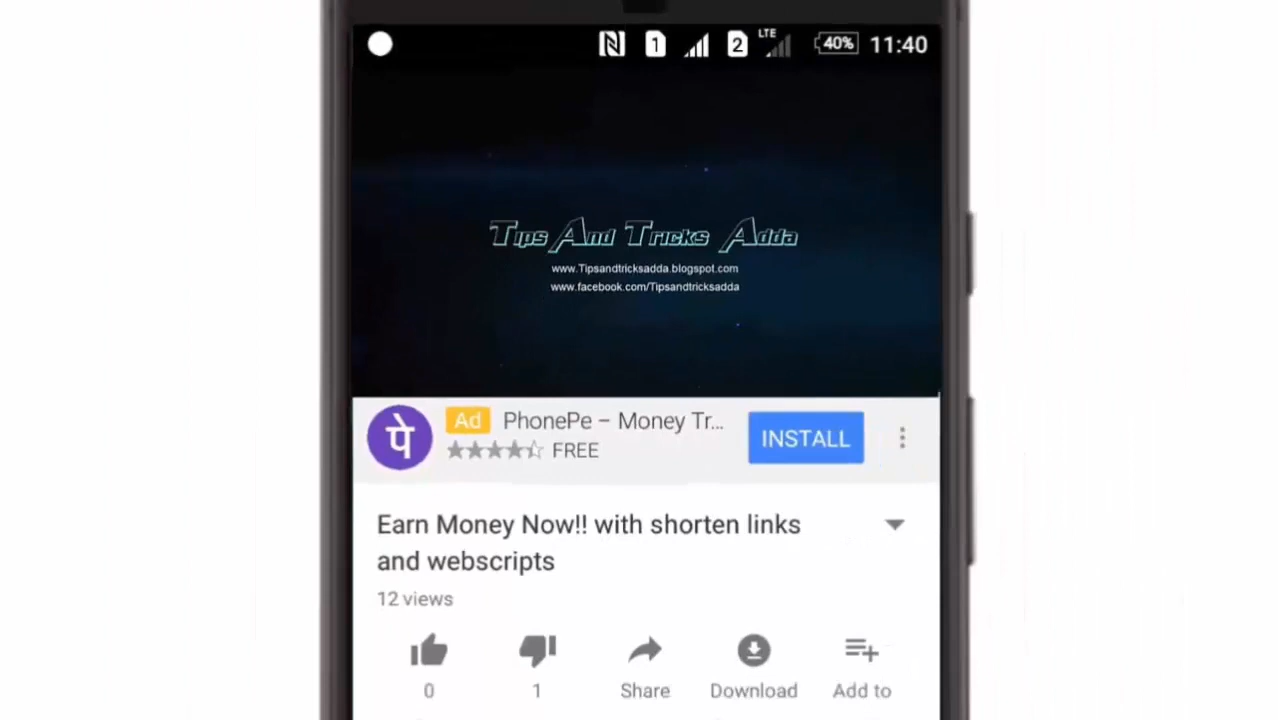 1 2 LTE 40% 11:40
Tips And Tricks Adda
www.Tipsandtricksadda.blogspot.com
www.facebook.com/Tipsandtricksadda
पे
Ad PhonePe – Money Tr...
FREE
INSTALL
Earn Money Now!! with shorten links
and webscripts
12 views
0 1 Share Download Add to